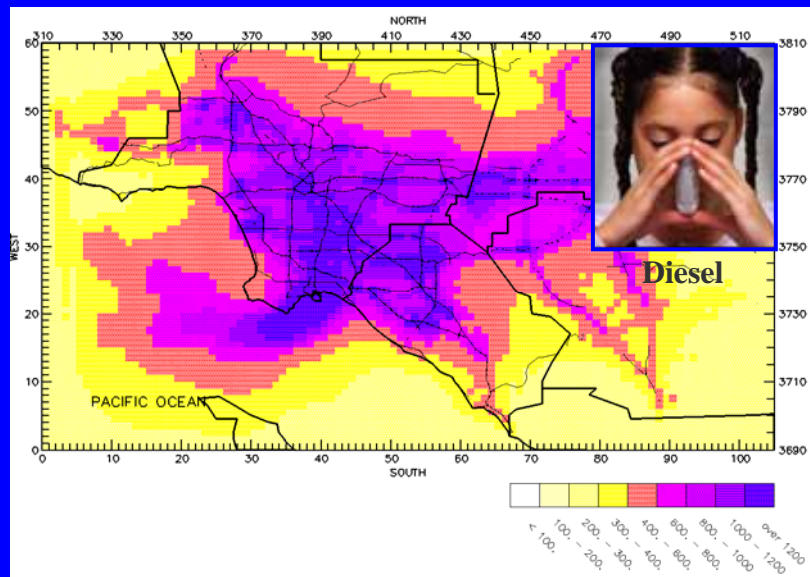 NORTH
310 330 350 370 390 410 430 450 470 490 510
60 3810
50 3790
40 3770
WEST
30 3750
Diesel
20 3730
10 3710
PACIFIC OCEAN
0 3690
0 10 20 30 40 50 60 70 80 90 100
SOUTH
< 100.
100. - 200.
200. - 300.
300. - 400.
400. - 600.
600. - 800.
800. - 1000
1000 - 1200
over 1200